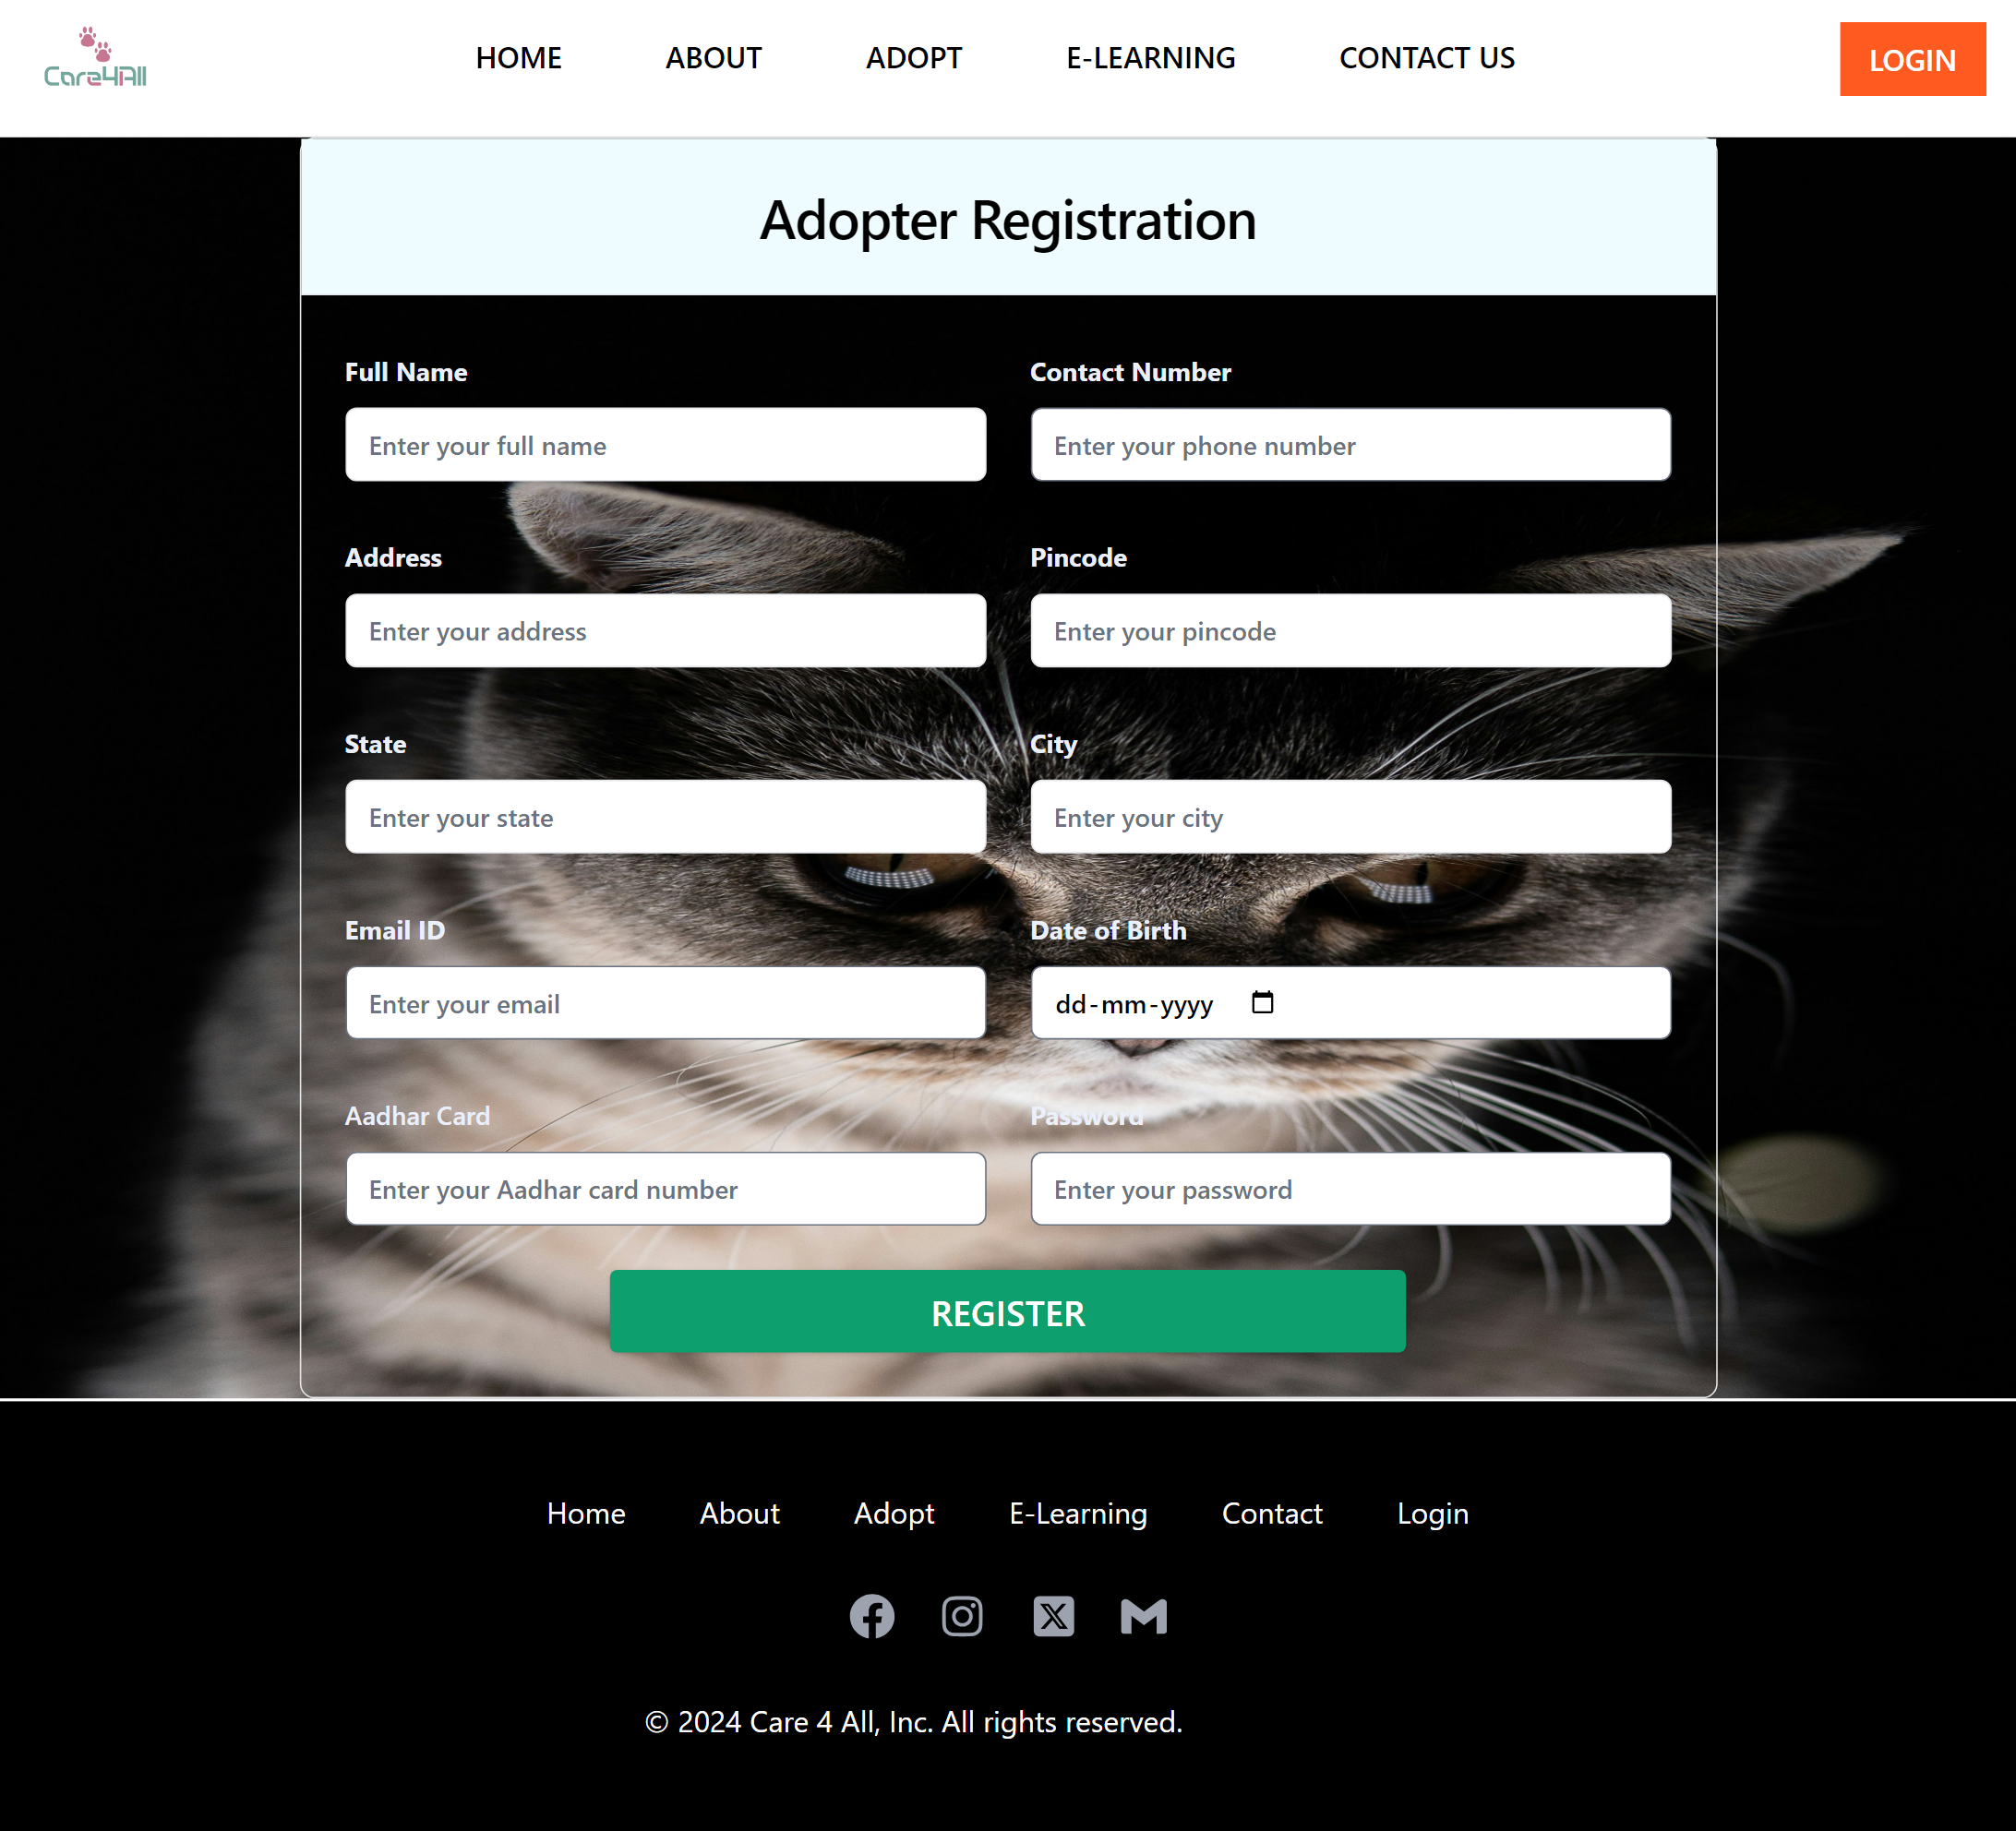 Care4All
HOME ABOUT ADOPT E-LEARNING CONTACT US LOGIN
Adopter Registration
Full Name Contact Number
Enter your full name Enter your phone number
Address Pincode
Enter your address Enter your pincode
State City
Enter your state Enter your city
Email ID Date of Birth
Enter your email dd-mm-yyyy
Aadhar Card Password
Enter your Aadhar card number Enter your password
REGISTER
Home About Adopt E-Learning Contact Login
© 2024 Care 4 All, Inc. All rights reserved.